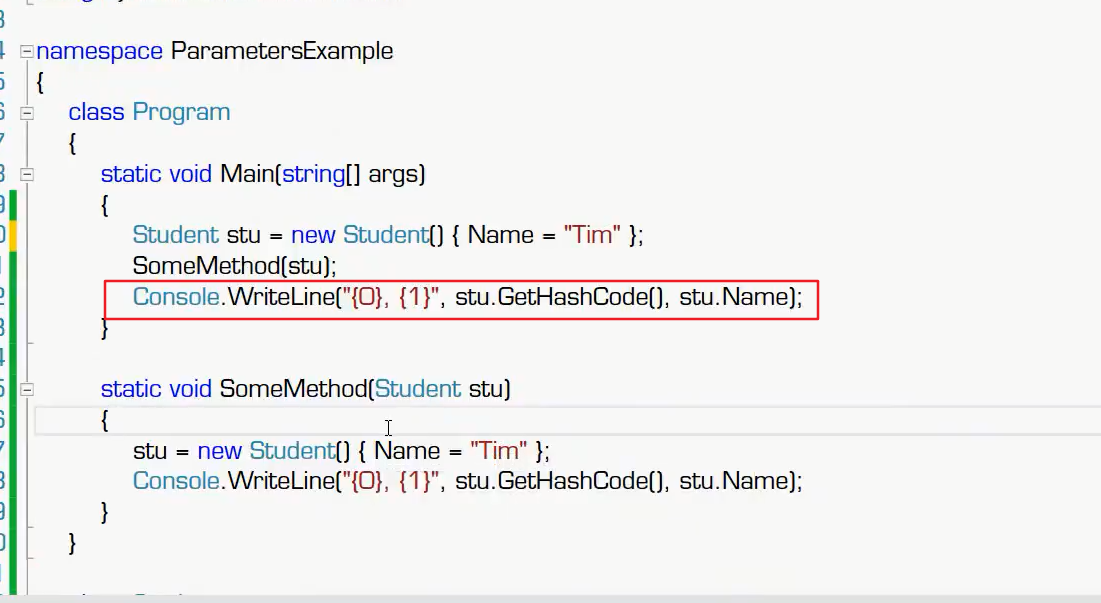 3
4 namespace ParametersExample
5 {
6 class Program
7 {
8 static void Main(string[] args)
9 {
0 Student stu = new Student() { Name = "Tim" };
1 SomeMethod(stu);
2 Console.WriteLine("{0}, {1}", stu.GetHashCode(), stu.Name);
3 }
4
5 static void SomeMethod(Student stu)
6 {
7 stu = new Student() { Name = "Tim" };
8 Console.WriteLine("{0}, {1}", stu.GetHashCode(), stu.Name);
9 }
0 }
1